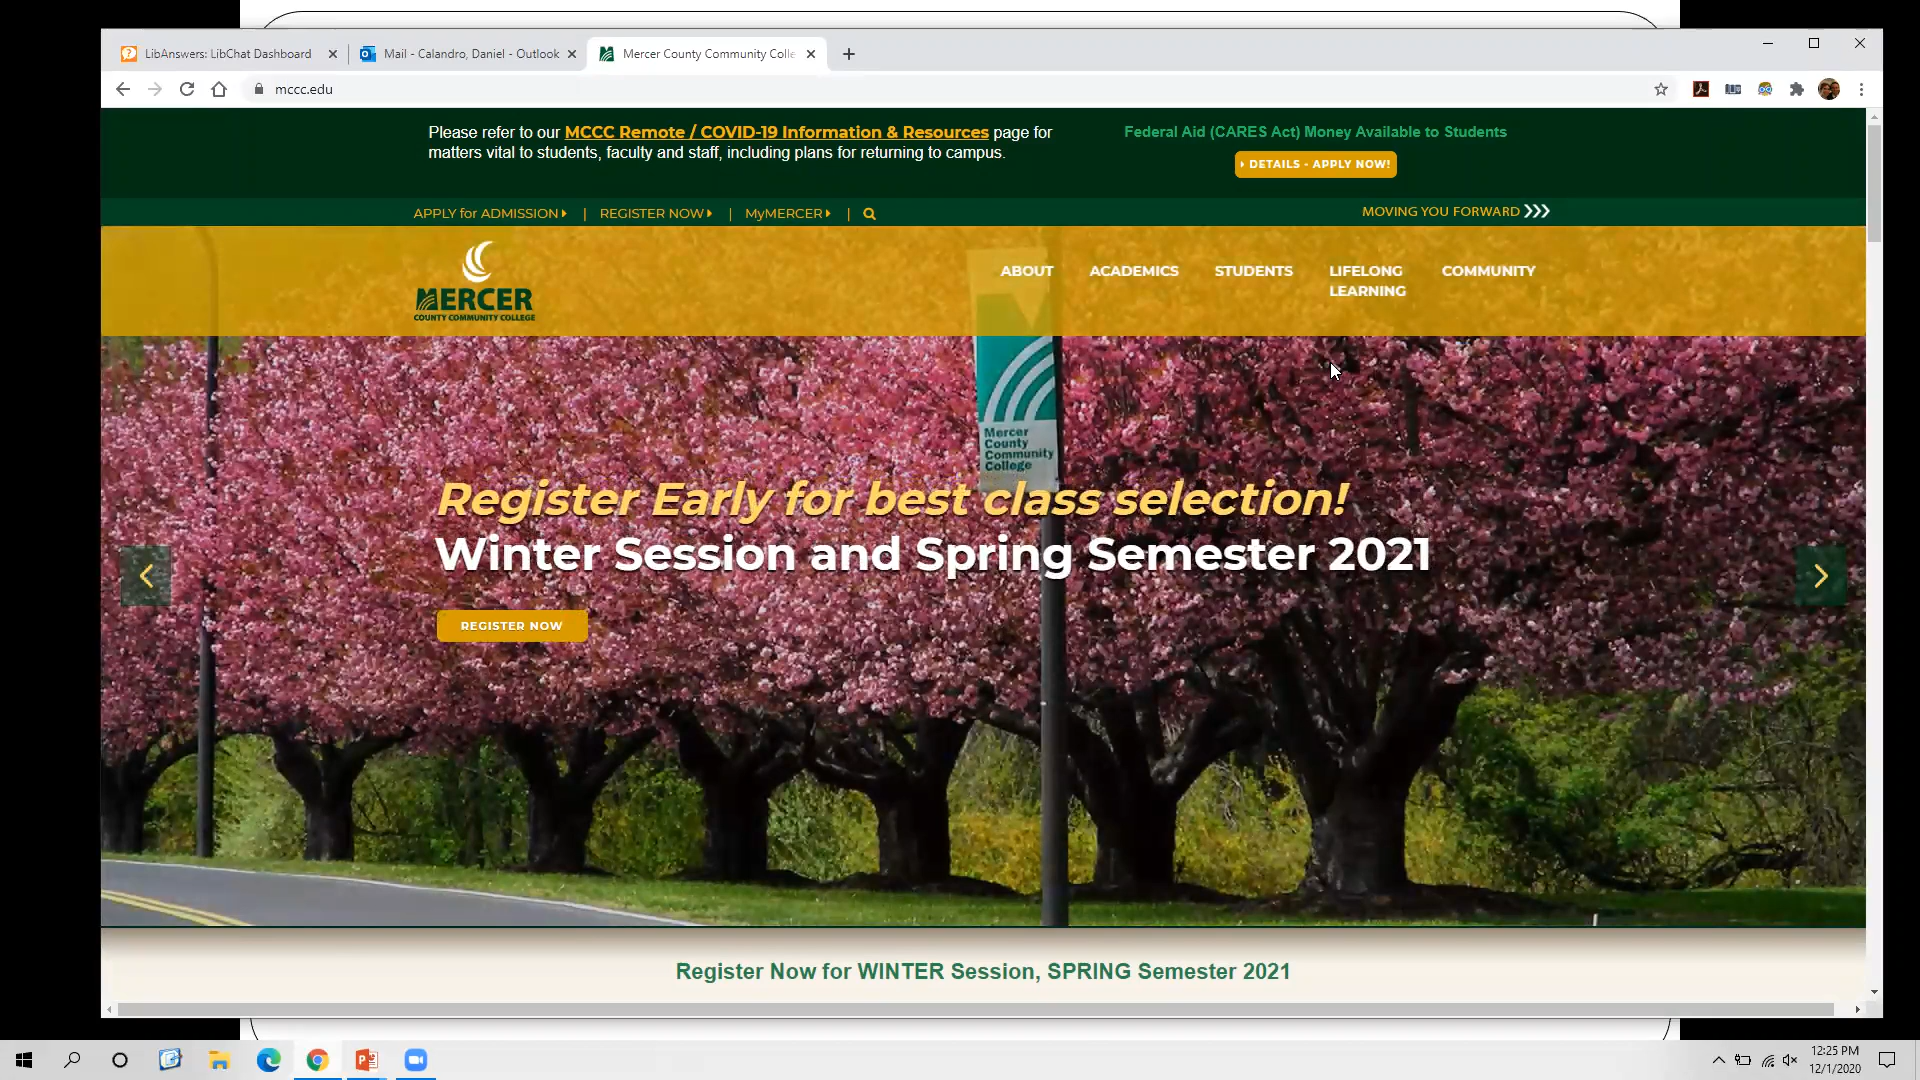 LibAnswers: LibChat Dashboard
Mail - Calandro, Daniel - Outlook
Mercer County Community Colle
mccc.edu
Please refer to our MCCC Remote / COVID-19 Information & Resources page for
matters vital to students, faculty and staff, including plans for returning to campus.
Federal Aid (CARES Act) Money Available to Students
DETAILS - APPLY NOW!
APPLY for ADMISSION | REGISTER NOW | MyMERCER |
MOVING YOU FORWARD
MERCER
COUNTY COMMUNITY COLLEGE
ABOUT
ACADEMICS
STUDENTS
LIFELONG
LEARNING
COMMUNITY
Mercer
County
Community
College
Register Early for best class selection!
Winter Session and Spring Semester 2021
REGISTER NOW
Register Now for WINTER Session, SPRING Semester 2021
12:25 PM
12/1/2020